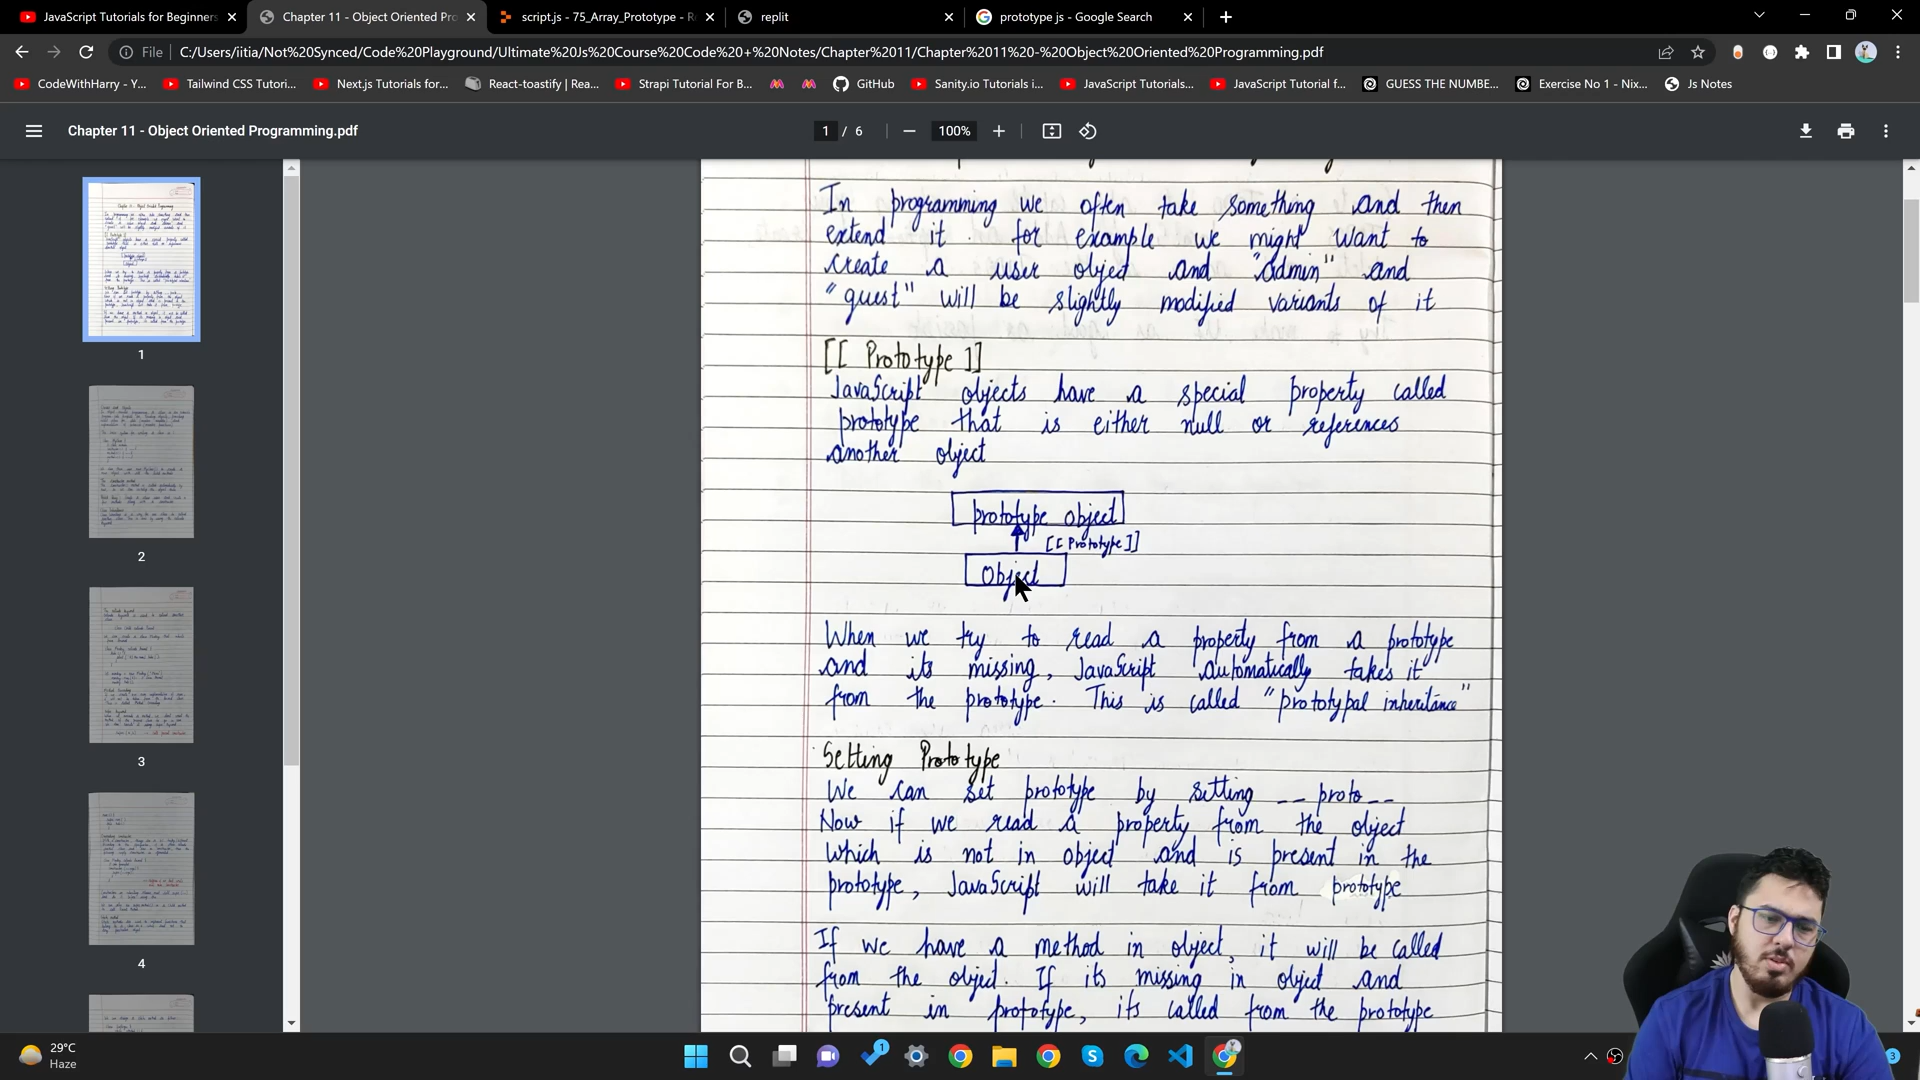 JavaScript Tutorials for Beginners
Chapter 11 - Object Oriented Pro
script.js - 75_Array_Prototype - R
replit
prototype js - Google Search
File
C:/Users/iitia/Not%20Synced/Code%20Playground/Ultimate%20Js%20Course%20Code%20+%20Notes/Chapter%2011/Chapter%2011%20-%20Object%20Oriented%20Programming.pdf
CodeWithHarry - Y...
Tailwind CSS Tutori...
Next.js Tutorials for...
React-toastify | Rea...
Strapi Tutorial For B...
GitHub
Sanity.io Tutorials i...
JavaScript Tutorials...
JavaScript Tutorial f...
GUESS THE NUMBE...
Exercise No 1 - Nix...
Js Notes
Chapter 11 - Object Oriented Programming.pdf
1 / 6
100%
1
2
3
4
In programming we often take something and then
extend it. for example we might want to
create a user object and "admin" and
"guest" will be slightly modified variants of it
[[ Prototype ]]
JavaScript objects have a special property called
prototype that is either null or references
another object
prototype object
[[Prototype]]
Object
When we try to read a property from a prototype
and its missing, JavaScript automatically takes it
from the prototype. This is called "prototypal inheritance"
Setting Prototype
We can set prototype by setting __proto__
Now if we read a property from the object
which is not in object and is present in the
prototype, JavaScript will take it from prototype
If we have a method in object, it will be called
from the object. If its missing in object and
present in prototype, its called from the prototype
29°C
Haze
1
3